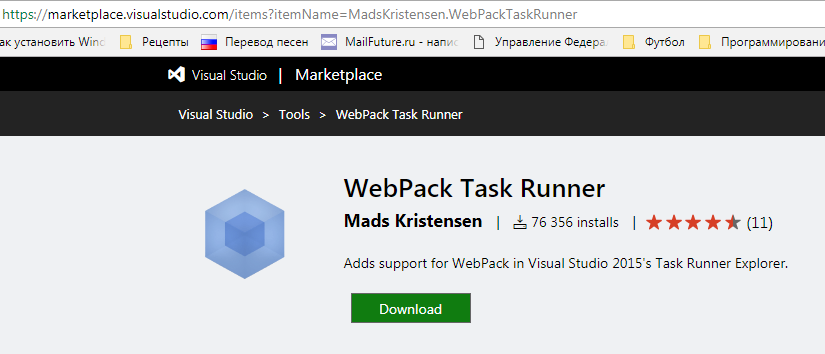 https://marketplace.visualstudio.com/items?itemName=MadsKristensen.WebPackTaskRunner
ак установить Wind Рецепты Перевод песен MailFuture.ru - напис Управление Федерал Футбол Программировани
Visual Studio | Marketplace
Visual Studio > Tools > WebPack Task Runner
WebPack Task Runner
Mads Kristensen | 76 356 installs | (11)
Adds support for WebPack in Visual Studio 2015's Task Runner Explorer.
Download